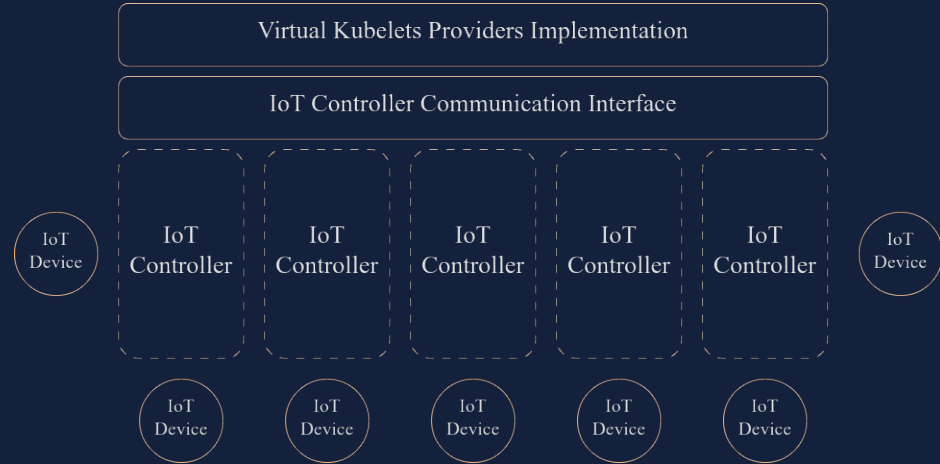 Virtual Kubelets Providers Implementation
IoT Controller Communication Interface
IoT
Device
IoT
Controller
IoT
Controller
IoT
Controller
IoT
Controller
IoT
Controller
IoT
Device
IoT
Device
IoT
Device
IoT
Device
IoT
Device
IoT
Device